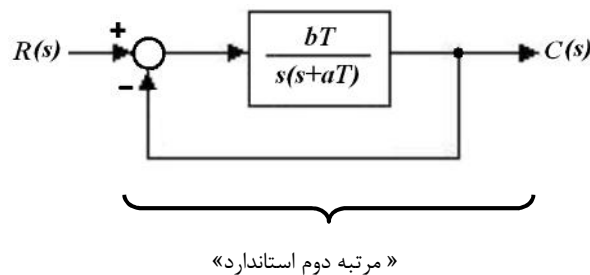 R(s)
+
−
bT
s(s+aT)
C(s)
« مرتبه دوم استاندارد»